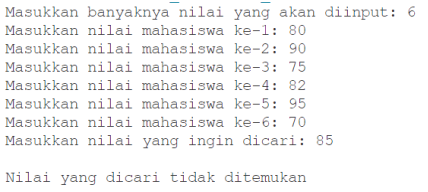 Masukkan banyaknya nilai yang akan diinput: 6
Masukkan nilai mahasiswa ke-1: 80
Masukkan nilai mahasiswa ke-2: 90
Masukkan nilai mahasiswa ke-3: 75
Masukkan nilai mahasiswa ke-4: 82
Masukkan nilai mahasiswa ke-5: 95
Masukkan nilai mahasiswa ke-6: 70
Masukkan nilai yang ingin dicari: 85
Nilai yang dicari tidak ditemukan